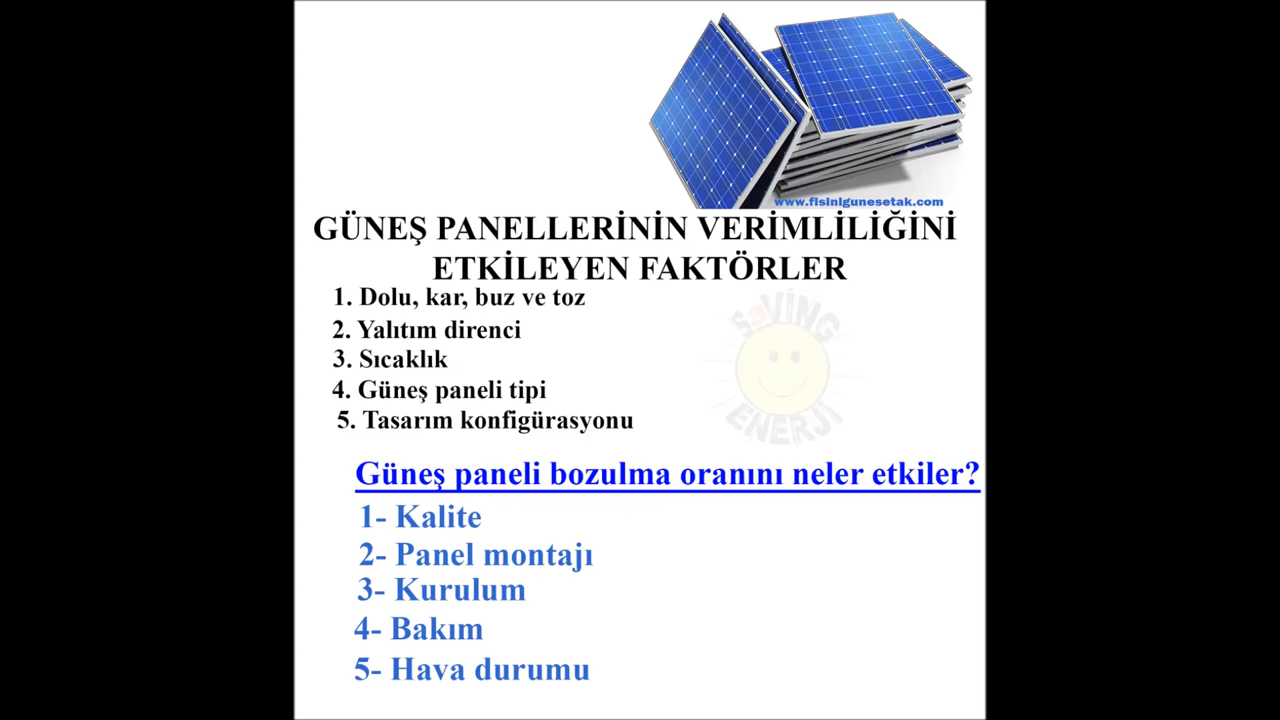 www.fisinigunesetak.com
GÜNEŞ PANELLERİNİN VERİMLİLİĞİNİ
ETKİLEYEN FAKTÖRLER
1. Dolu, kar, buz ve toz
2. Yalıtım direnci
3. Sıcaklık
4. Güneş paneli tipi
5. Tasarım konfigürasyonu
SaVING
ENERJI
Güneş paneli bozulma oranını neler etkiler?
1- Kalite
2- Panel montajı
3- Kurulum
4- Bakım
5- Hava durumu